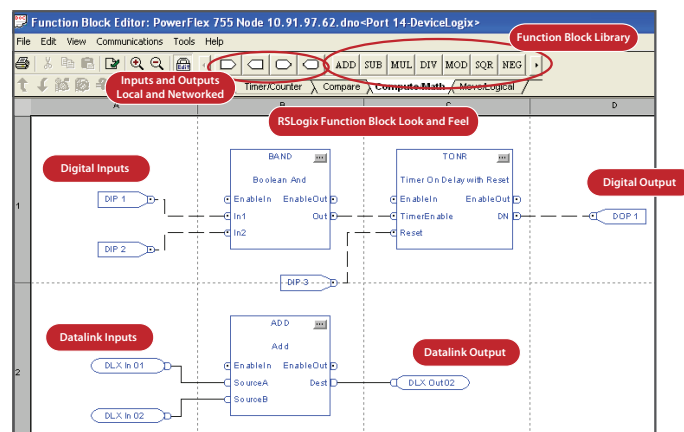 Function Block Editor: PowerFlex 755 Node 10.91.97.62.dno<Port 14-DeviceLogix>
File Edit View Communications Tools Help
Function Block Library
ADD SUB MUL DIV MOD SQR NEG
Inputs and Outputs
Local and Networked
Timer/Counter Compare Compute/Math Move/Logical
A B C D
RSLogix Function Block Look and Feel
Digital Inputs
BAND
Boolean And
EnableIn EnableOut
In1 Out
In2
TONR
Timer On Delay with Reset
EnableIn EnableOut
TimerEnable DN
Reset
Digital Output
DIP 1
DIP 2
DIP 3
DOP 1
1
Datalink Inputs
ADD
Add
EnableIn EnableOut
SourceA Dest
SourceB
Datalink Output
DLX In 01
DLX Out02
DLX In 02
2